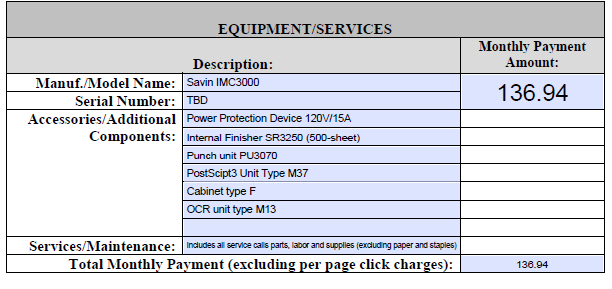 EQUIPMENT/SERVICES
Description:
Monthly Payment
Amount:
Manuf./Model Name: Savin IMC3000
136.94
Serial Number: TBD
Accessories/Additional Power Protection Device 120V/15A
Components: Internal Finisher SR3250 (500-sheet)
Punch unit PU3070
PostScipt3 Unit Type M37
Cabinet type F
OCR unit type M13
Services/Maintenance: Includes all service calls parts, labor and supplies (excluding paper and staples)
Total Monthly Payment (excluding per page click charges): 136.94